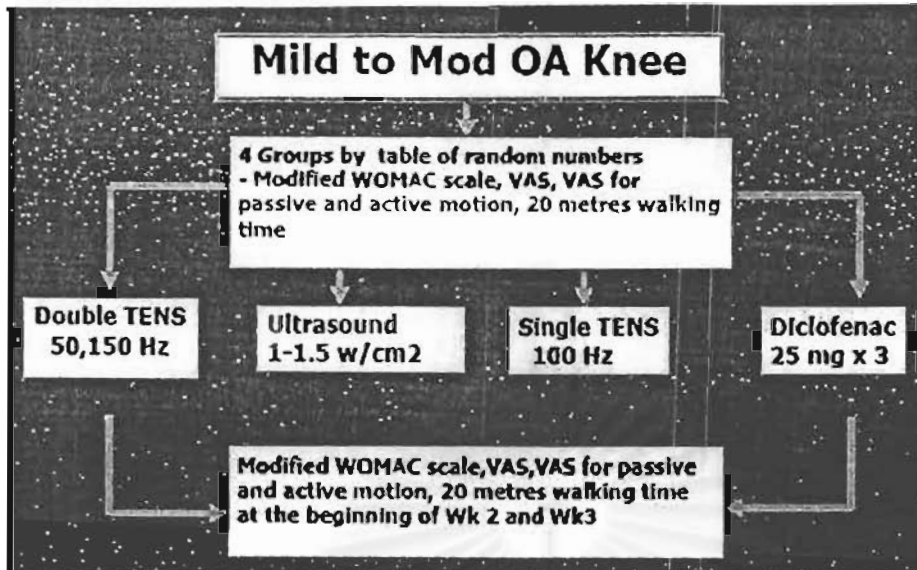 Mild to Mod OA Knee
4 Groups by table of random numbers
- Modified WOMAC scale, VAS, VAS for
passive and active motion, 20 metres walking
time
Double TENS
50,150 Hz
Ultrasound
1-1.5 w/cm2
Single TENS
100 Hz
Diclofenac
25 mg x 3
Modified WOMAC scale,VAS,VAS for passive
and active motion, 20 metres walking time
at the beginning of Wk 2 and Wk3